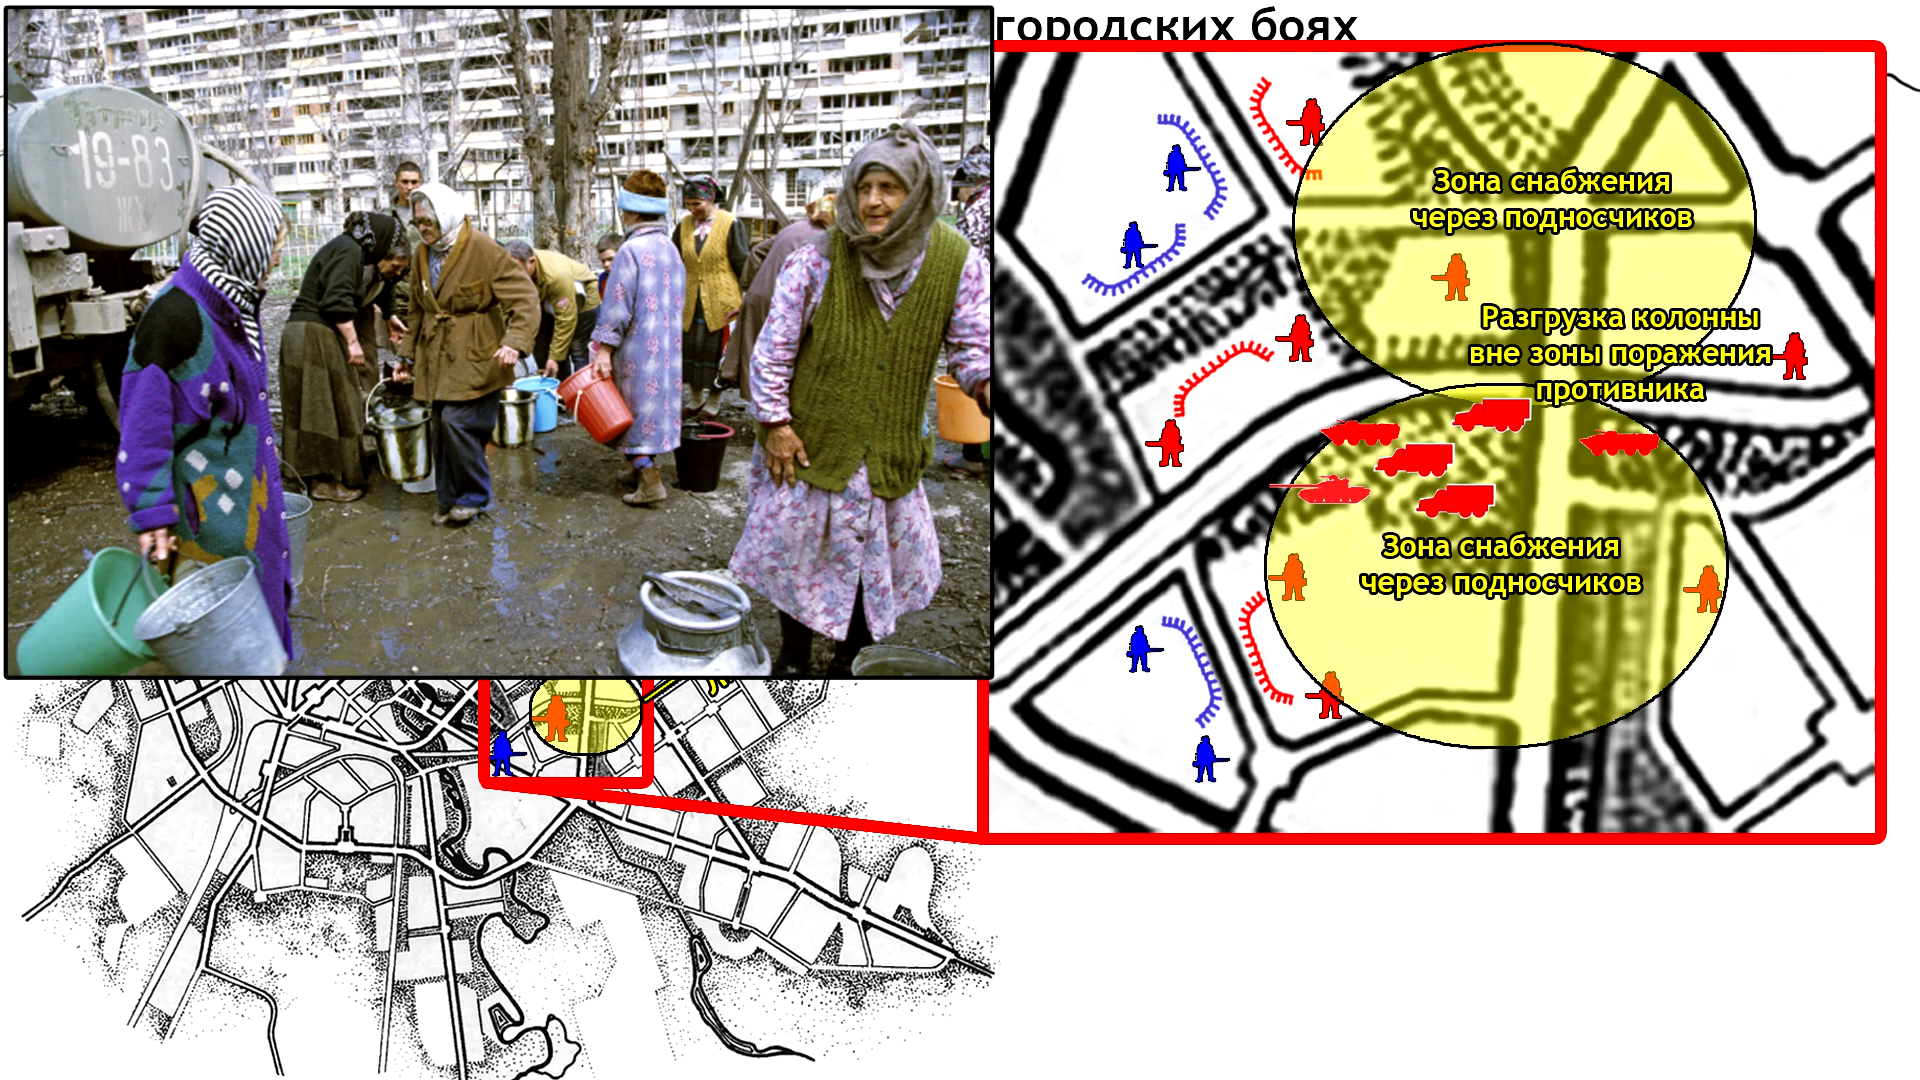 городских боях
19-83
Зона снабжения
через подносчиков
Разгрузка колонны
вне зоны поражения
противника
Зона снабжения
через подносчиков